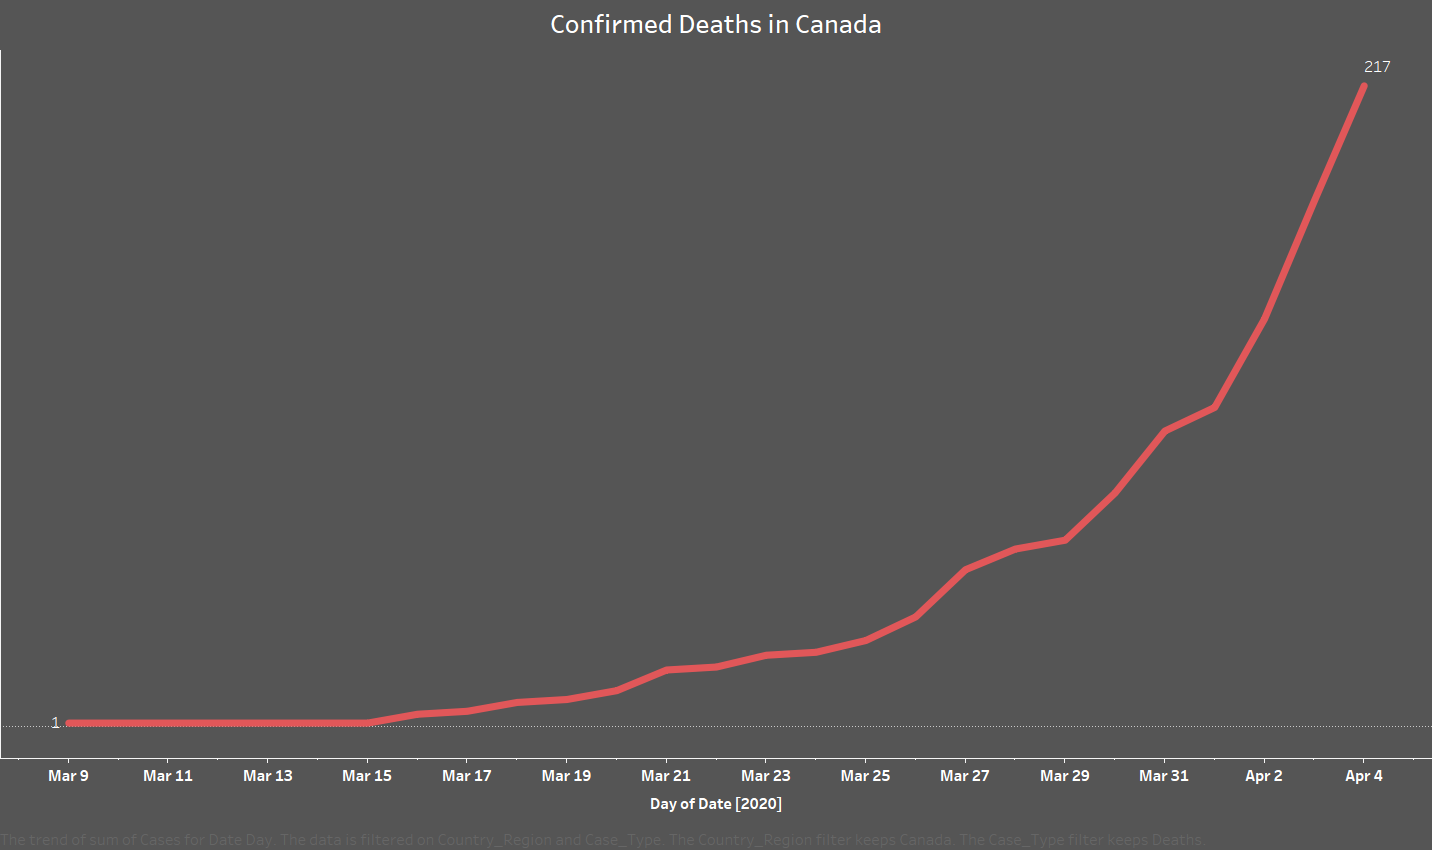 Confirmed Deaths in Canada
217
1
Mar 9 Mar 11 Mar 13 Mar 15 Mar 17 Mar 19 Mar 21 Mar 23 Mar 25 Mar 27 Mar 29 Mar 31 Apr 2 Apr 4
Day of Date [2020]
The trend of sum of Cases for Date Day. The data is filtered on Country_Region and Case_Type. The Country_Region filter keeps Canada. The Case_Type filter keeps Deaths.